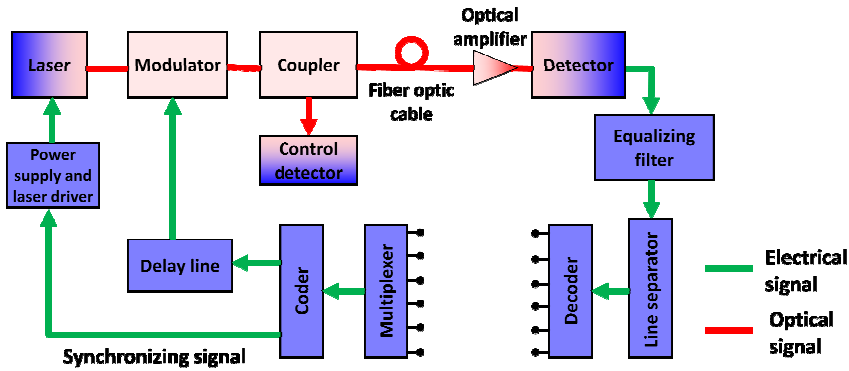 Optical
amplifier
Laser
Modulator
Coupler
Detector
Fiber optic
cable
Power
supply and
laser driver
Control
detector
Equalizing
filter
Delay line
Coder
Multiplexer
Decoder
Line separator
Electrical
signal
Optical
signal
Synchronizing signal